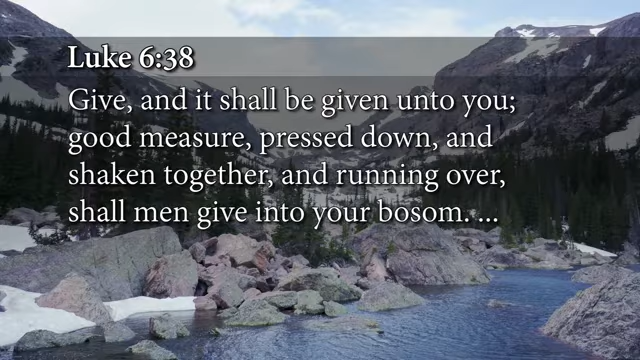 Luke 6:38
Give, and it shall be given unto you;
good measure, pressed down, and
shaken together, and running over,
shall men give into your bosom. ...